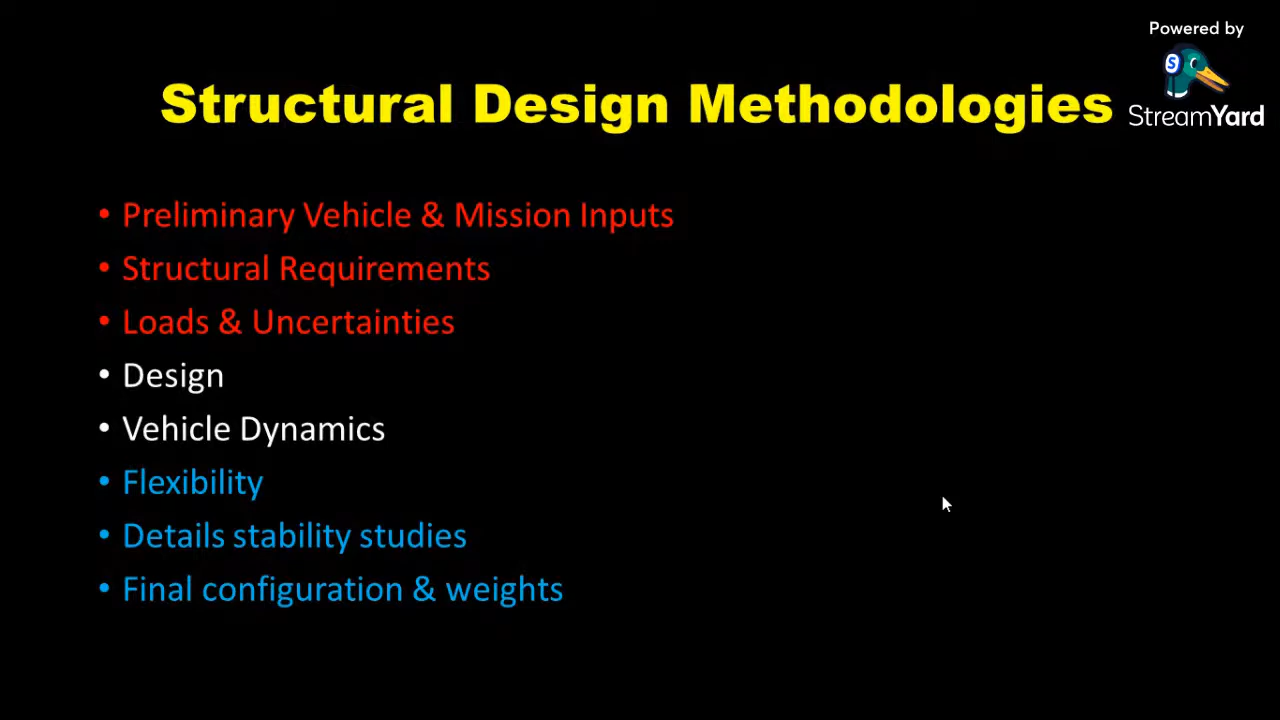 Powered by
StreamYard
Structural Design Methodologies
• Preliminary Vehicle & Mission Inputs
• Structural Requirements
• Loads & Uncertainties
• Design
• Vehicle Dynamics
• Flexibility
• Details stability studies
• Final configuration & weights